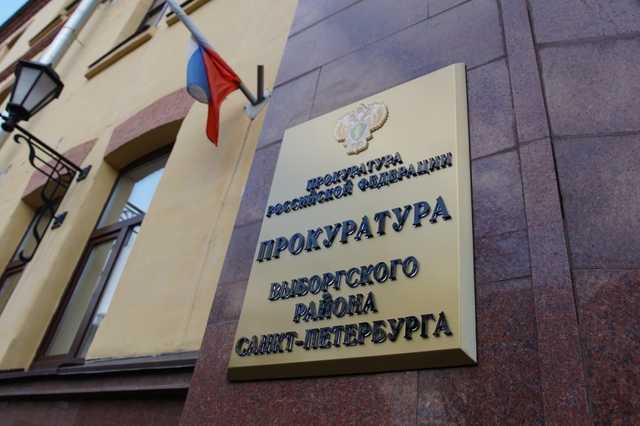 ПРОКУРАТУРА
РОССИЙСКОЙ ФЕДЕРАЦИИ
ПРОКУРАТУРА
ВЫБОРГСКОГО
РАЙОНА
САНКТ-ПЕТЕРБУРГА